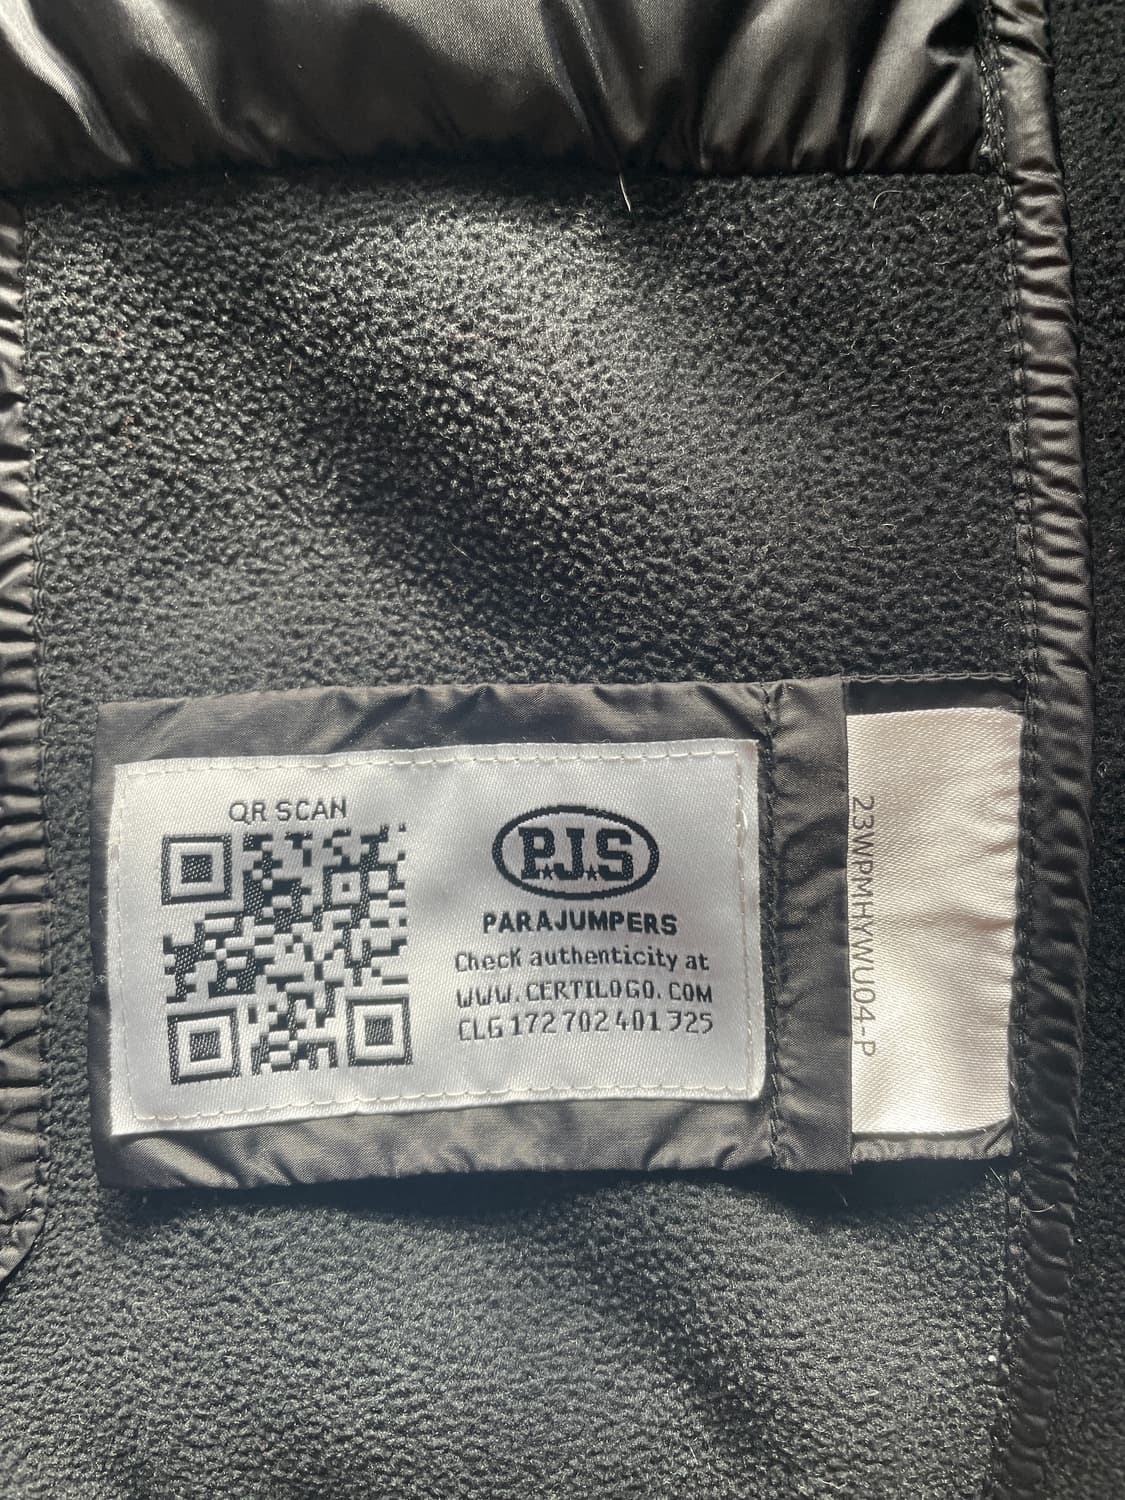 QR SCAN
P.J.S
PARAJUMPERS
Check authenticity at
WWW.CERTILOGO.COM
CLG 172 702 401 325
23WPMHYWU04-P